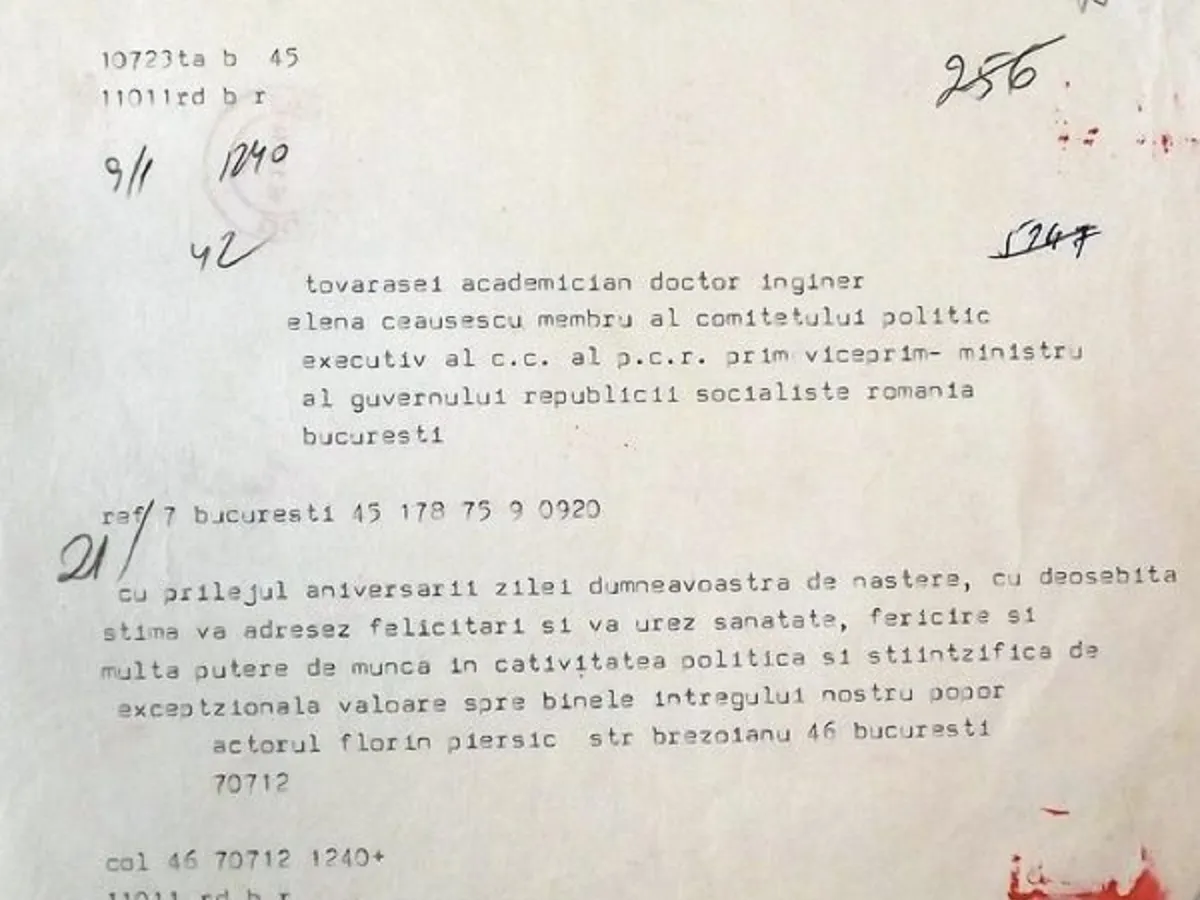 10723ta b 45
256
11011rd b r
9/1 1240
42
5747
tovarasei academician doctor inginer
elena ceausescu membru al comitetului politic
executiv al c.c. al p.c.r. prim viceprim- ministru
al guvernului republicii socialiste romania
bucuresti
ref 7 bucuresti 45 178 75 9 0920
21
cu prilejul aniversarii zilei dumneavoastra de nastere, cu deosebita
stima va adresez felicitari si va urez sanatate, fericire si
multa putere de munca in cativitatea politica si stiintzifica de
exceptzionala valoare spre binele intregului nostru popor
actorul florin piersic str brezoianu 46 bucuresti
70712
col 46 70712 1240+
11011 rd b r